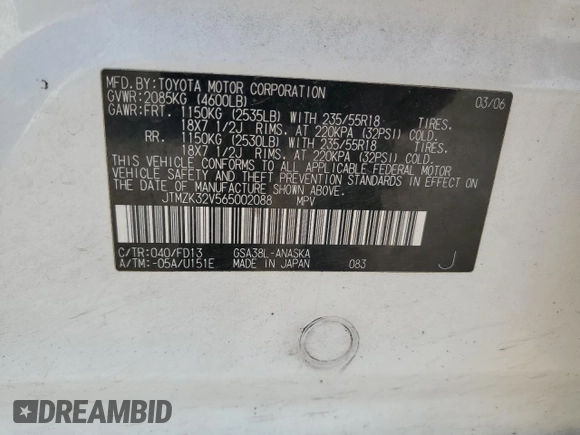 MFD.BY:TOYOTA MOTOR CORPORATION 03/06
GVWR:2085KG (4600LB)
GAWR:FRT. 1150KG (2535LB) WITH 235/55R18 TIRES.
18X7 1/2J RIMS. AT 220KPA (32PSI) COLD.
RR. 1150KG (2530LB) WITH 235/55R18 TIRES.
18X7 1/2J RIMS. AT 220KPA (32PSI) COLD.
THIS VEHICLE CONFORMS TO ALL APPLICABLE FEDERAL MOTOR
VEHICLE SAFETY AND THEFT PREVENTION STANDARDS IN EFFECT ON
THE DATE OF MANUFACTURE SHOWN ABOVE.
JTMZK32V565002088 MPV
C/TR:040/FD13 GSA38L-ANASKA
A/TM:-05A/U151E MADE IN JAPAN 083 J
DREAMBID